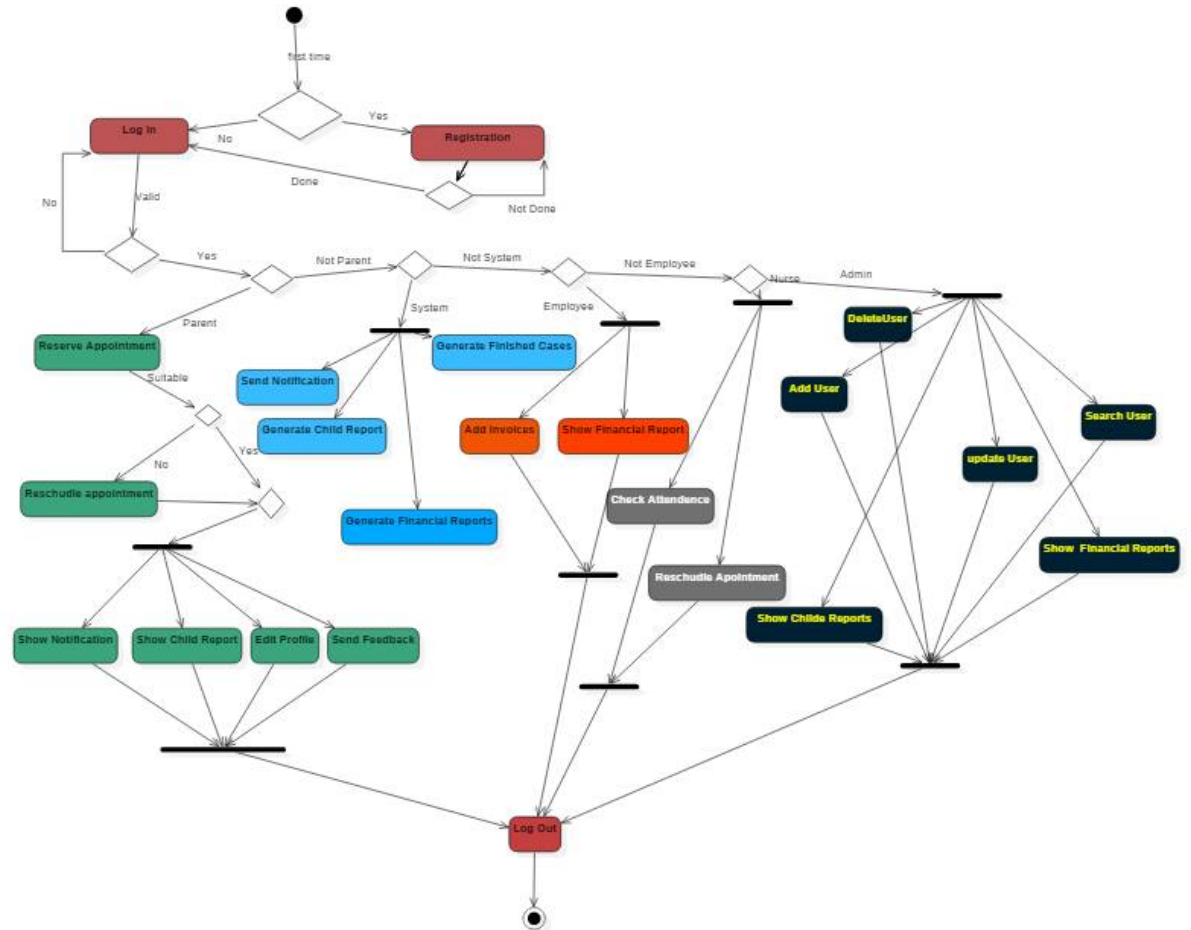 first time
Log In
Yes
No
Registration
Done
Not Done
Valid
No
Yes
Not Parent
Not System
Not Employee
Nurse
Admin
Parent
System
Employee
DeleteUser
Reserve Appointment
Generate Finished Cases
Suitable
Send Notification
Add User
Search User
Generate Child Report
Add Invoices
Show Financial Report
Yes
No
update User
Reschudle appointment
Check Attendence
Generate Financial Reports
Show Financial Reports
Reschudle Apointment
Show Childe Reports
Show Notification
Show Child Report
Edit Profile
Send Feedback
Log Out